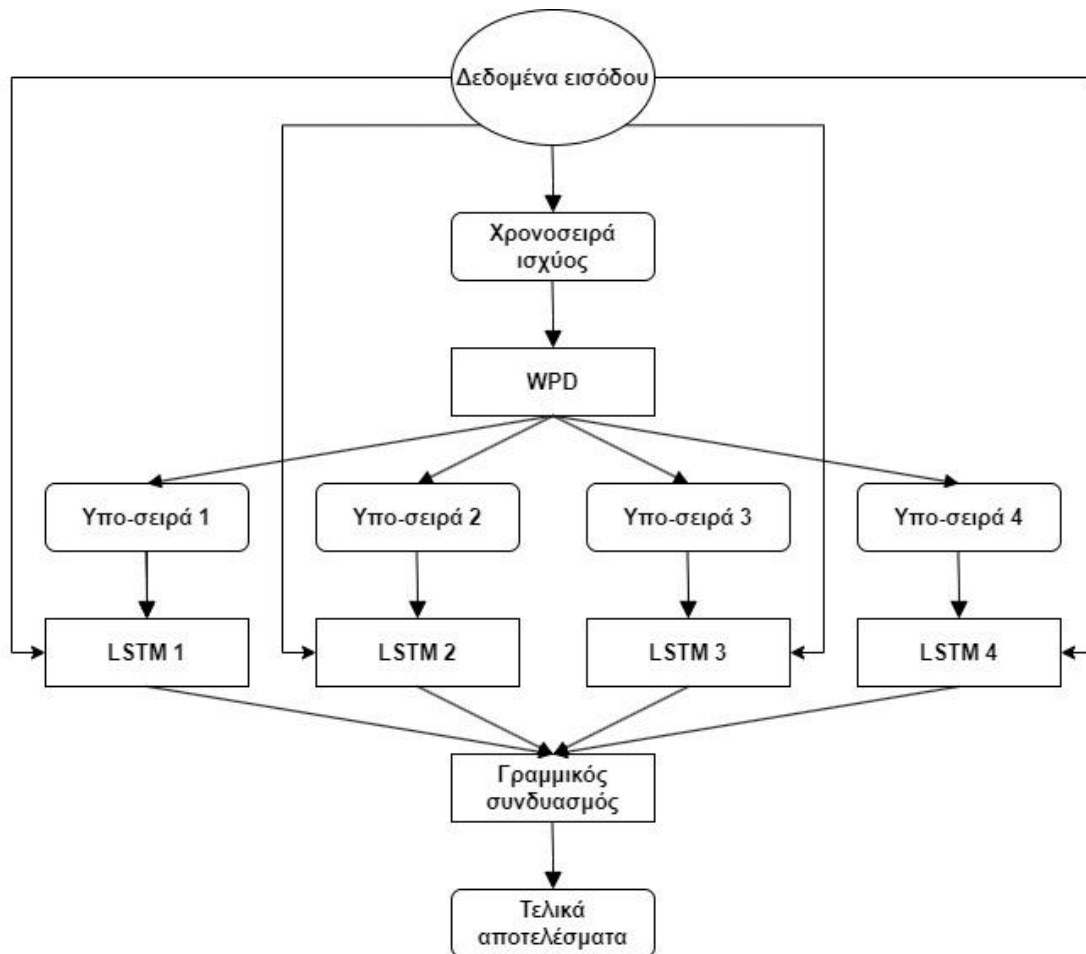 Δεδομένα εισόδου
Χρονοσειρά
ισχύος
WPD
Υπο-σειρά 1
Υπο-σειρά 2
Υπο-σειρά 3
Υπο-σειρά 4
LSTM 1
LSTM 2
LSTM 3
LSTM 4
Γραμμικός
συνδυασμός
Τελικά
αποτελέσματα